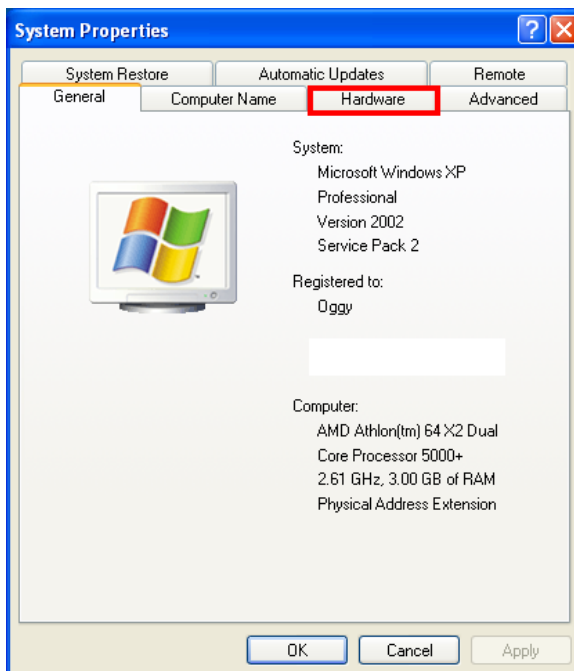 System Properties
System Restore Automatic Updates Remote
General Computer Name Hardware Advanced
System:
Microsoft Windows XP
Professional
Version 2002
Service Pack 2
Registered to:
Oggy
Computer:
AMD Athlon(tm) 64 X2 Dual
Core Processor 5000+
2.61 GHz, 3.00 GB of RAM
Physical Address Extension
OK Cancel Apply